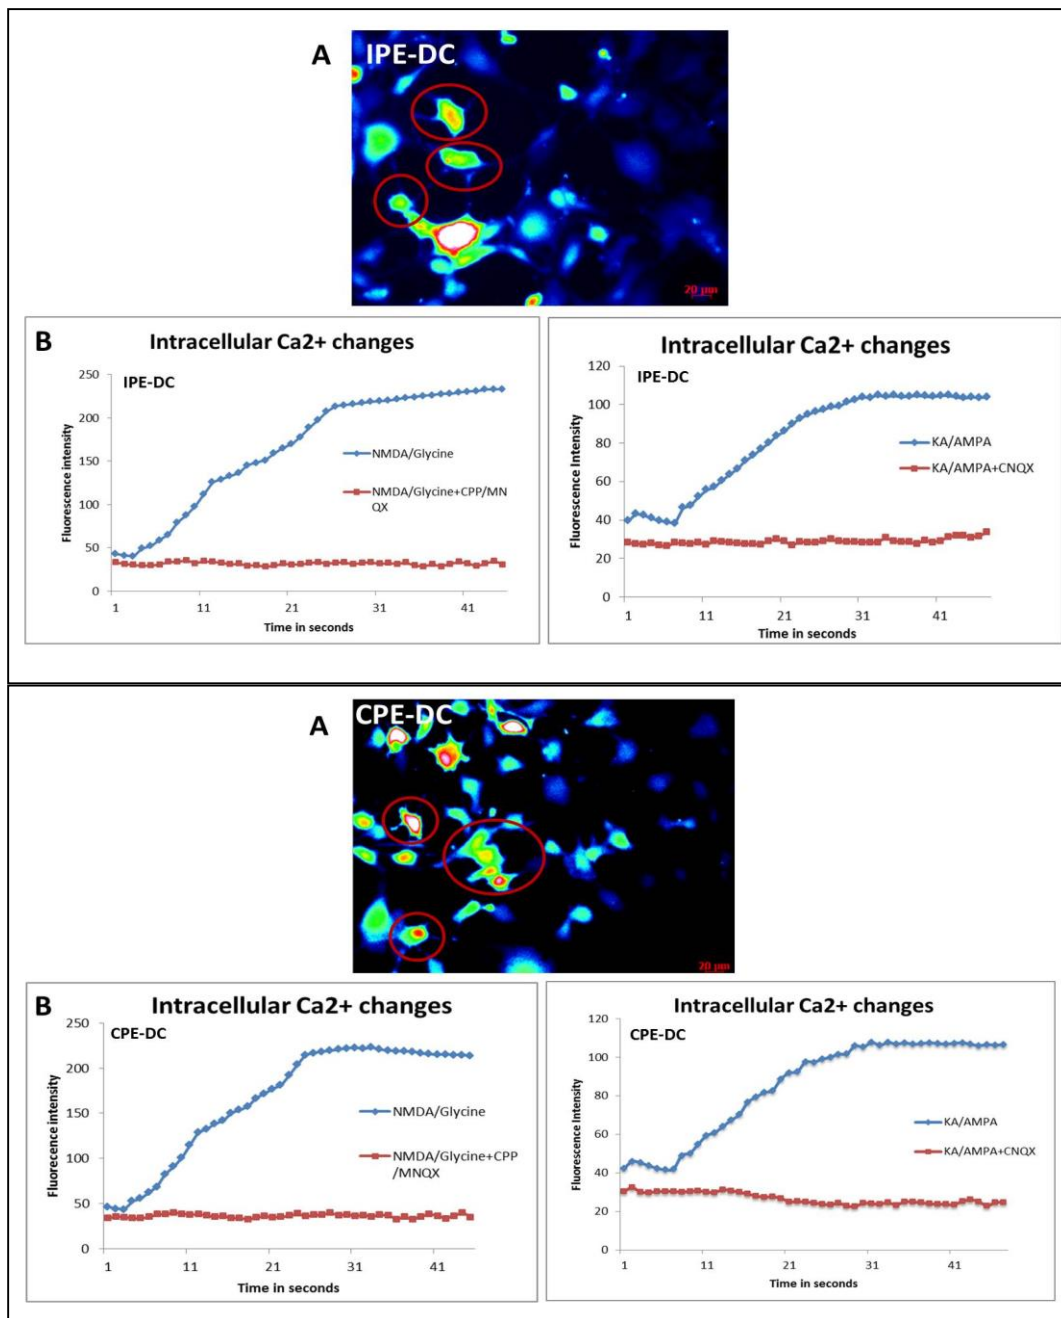 A
IPE-DC
20 μm
B
Intracellular Ca2+ changes
IPE-DC
Fluorescence intensity
250
200
150
100
50
0
1 11 21 31 41
Time in seconds
NMDA/Glycine
NMDA/Glycine+CPP/MN
QX
Intracellular Ca2+ changes
IPE-DC
Fluorescence intensity
120
100
80
60
40
20
0
1 11 21 31 41
Time in seconds
KA/AMPA
KA/AMPA+CNQX
A
CPE-DC
20 μm
B
Intracellular Ca2+ changes
CPE-DC
Fluorecence intensity
250
200
150
100
50
0
1 11 21 31 41
Time in seconds
NMDA/Glycine
NMDA/Glycine+CPP
/MNQX
Intracellular Ca2+ changes
CPE-DC
Fluorescence intensity
120
100
80
60
40
20
0
1 11 21 31 41
Time in seconds
KA/AMPA
KA/AMPA+CNQX